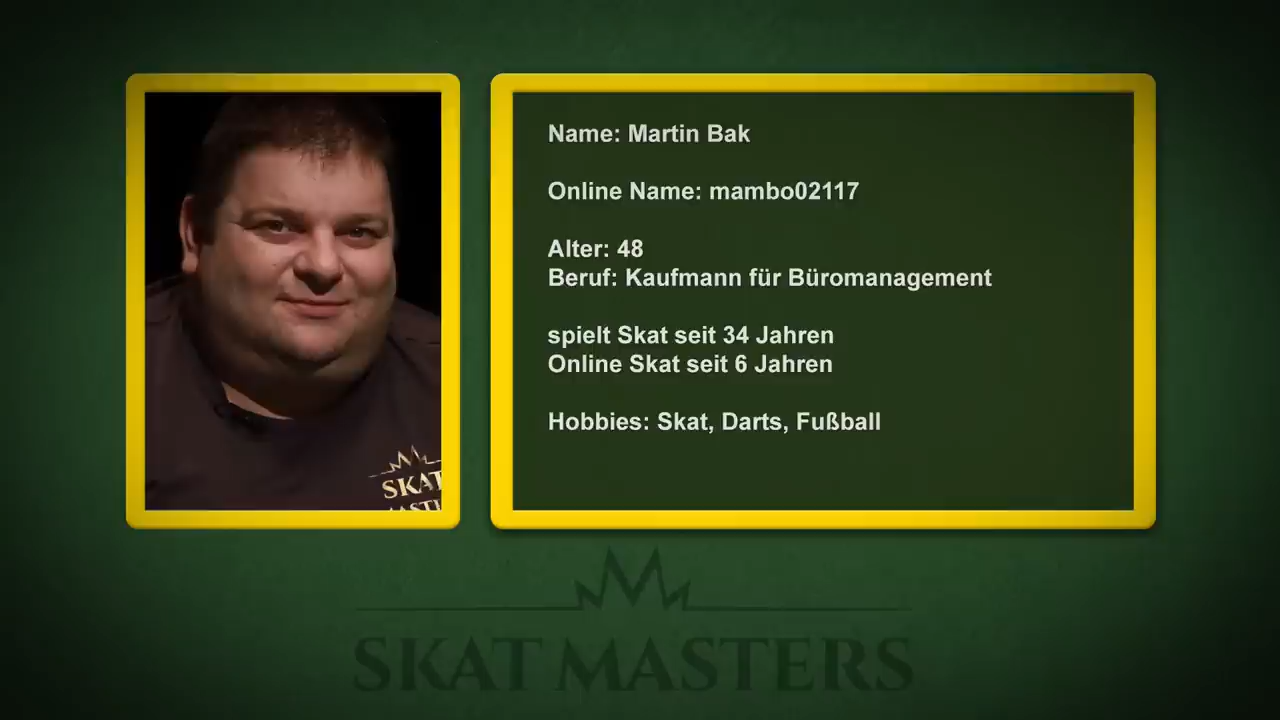 Name: Martin Bak
Online Name: mambo02117
Alter: 48
Beruf: Kaufmann für Büromanagement
spielt Skat seit 34 Jahren
Online Skat seit 6 Jahren
Hobbies: Skat, Darts, Fußball
SKAT
SKAT MASTERS